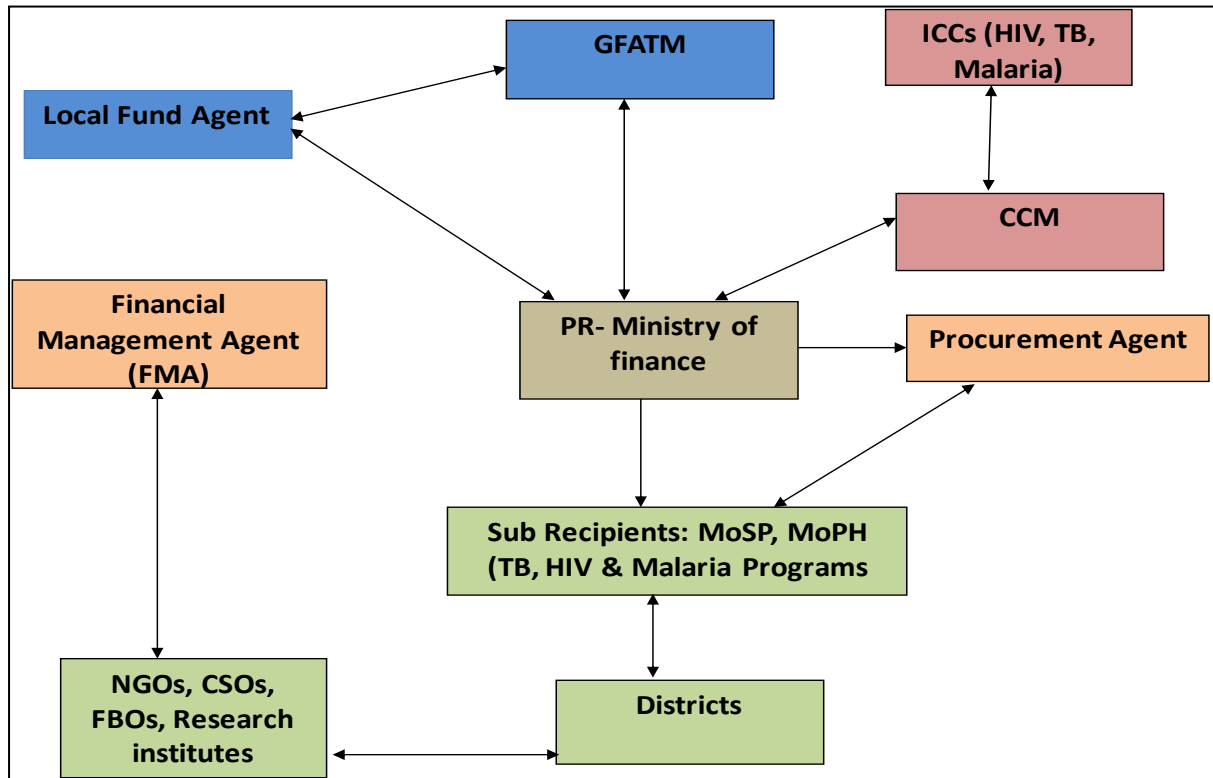 GFATM
ICCs (HIV, TB,
Malaria)
Local Fund Agent
CCM
Financial
Management Agent
(FMA)
PR- Ministry of
finance
Procurement Agent
Sub Recipients: MoSP, MoPH
(TB, HIV & Malaria Programs
NGOs, CSOs,
FBOs, Research
institutes
Districts